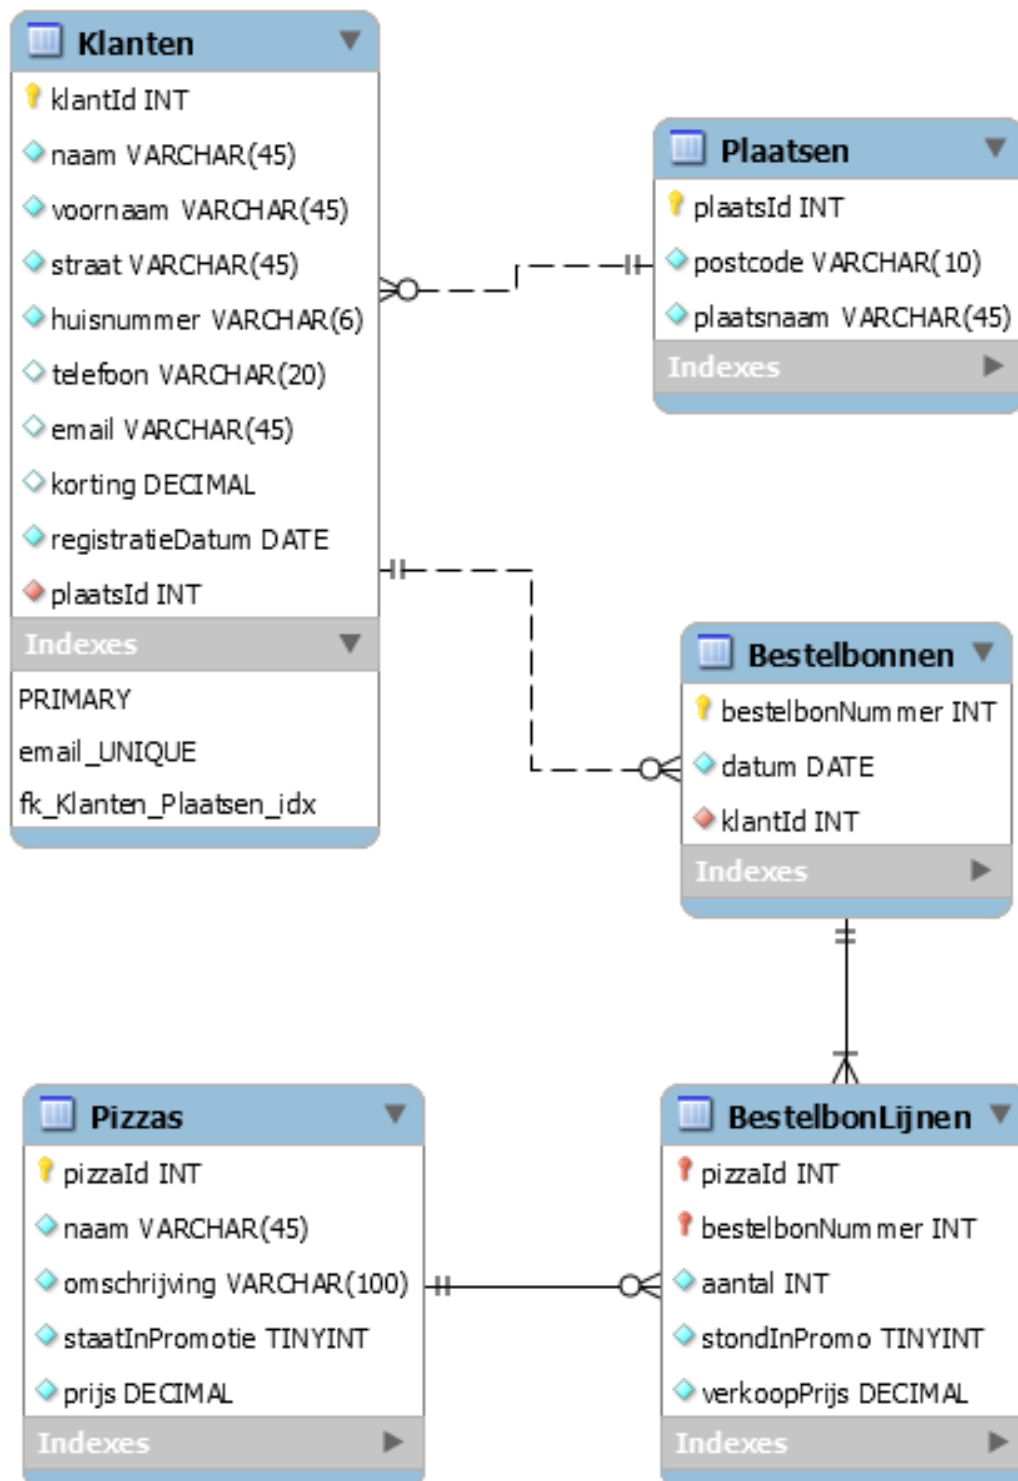 Klanten
klantId INT
naam VARCHAR(45)
voornaam VARCHAR(45)
straat VARCHAR(45)
huisnummer VARCHAR(6)
telefoon VARCHAR(20)
email VARCHAR(45)
korting DECIMAL
registratieDatum DATE
plaatsId INT
Indexes
PRIMARY
email_UNIQUE
fk_Klanten_Plaatsen_idx
Plaatsen
plaatsId INT
postcode VARCHAR(10)
plaatsnaam VARCHAR(45)
Indexes
Bestelbonnen
bestelbonNummer INT
datum DATE
klantId INT
Indexes
Pizzas
pizzaId INT
naam VARCHAR(45)
omschrijving VARCHAR(100)
staatInPromotie TINYINT
prijs DECIMAL
Indexes
BestelbonLijnen
pizzaId INT
bestelbonNummer INT
aantal INT
stondInPromo TINYINT
verkoopPrijs DECIMAL
Indexes